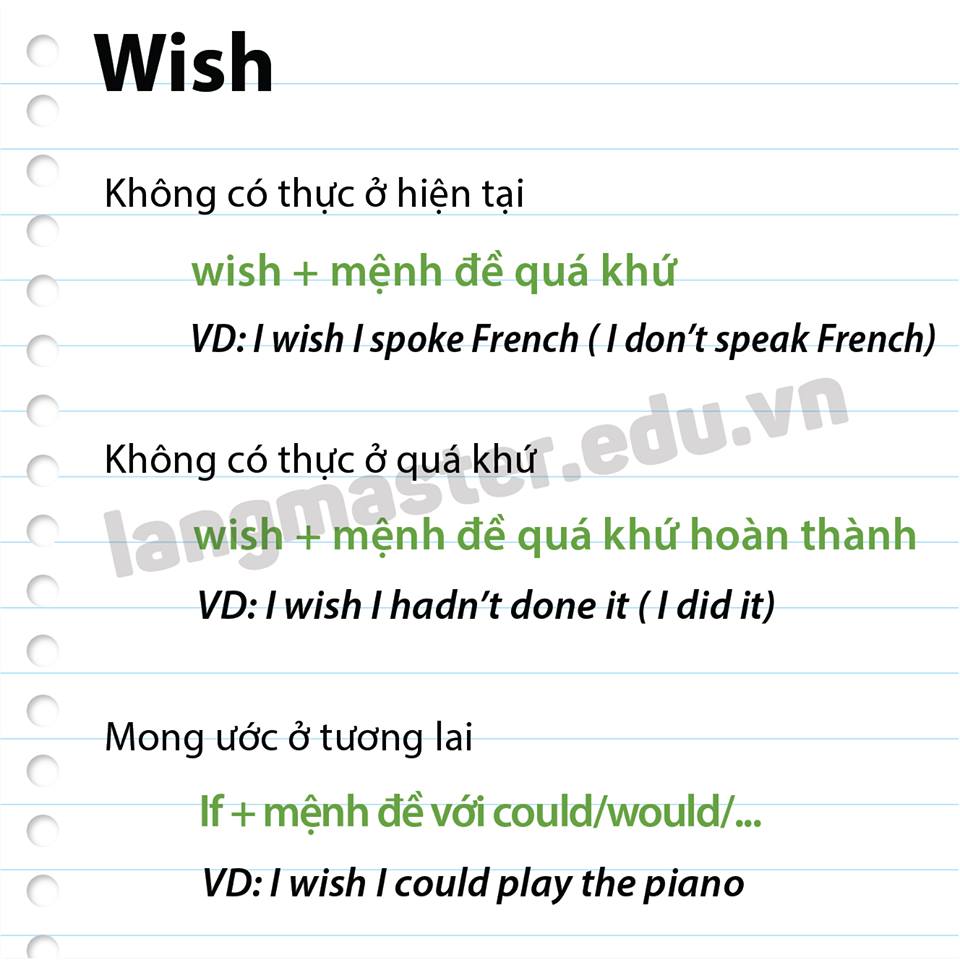 Wish
Không có thực ở hiện tại
wish + mệnh đề quá khứ
VD: I wish I spoke French ( I don't speak French)
Không có thực ở quá khứ
langmaster.edu.vn
wish + mệnh đề quá khứ hoàn thành
VD: I wish I hadn't done it ( I did it)
Mong ước ở tương lai
If + mệnh đề với could/would/...
VD: I wish I could play the piano